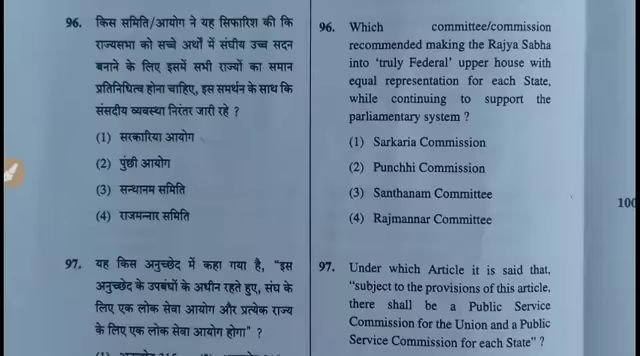 96. किस समिति/आयोग ने यह सिफारिश की कि
राज्यसभा को सच्चे अर्थों में संघीय उच्च सदन
बनाने के लिए इसमें सभी राज्यों का समान
प्रतिनिधित्व होना चाहिए, इस समर्थन के साथ कि
संसदीय व्यवस्था निरंतर जारी रहे ?
(1) सरकारिया आयोग
(2) पुंछी आयोग
(3) सन्थानम समिति
(4) राजमन्नार समिति
97. यह किस अनुच्छेद में कहा गया है, "इस
अनुच्छेद के उपबंधों के अधीन रहते हुए, संघ के
लिए एक लोक सेवा आयोग और प्रत्येक राज्य
के लिए एक लोक सेवा आयोग होगा" ?
96. Which committee/commission
recommended making the Rajya Sabha
into 'truly Federal' upper house with
equal representation for each State,
while continuing to support the
parliamentary system ?
(1) Sarkaria Commission
(2) Punchhi Commission
(3) Santhanam Committee
(4) Rajmannar Committee
97. Under which Article it is said that,
"subject to the provisions of this article,
there shall be a Public Service
Commission for the Union and a Public
Service Commission for each State" ?
100